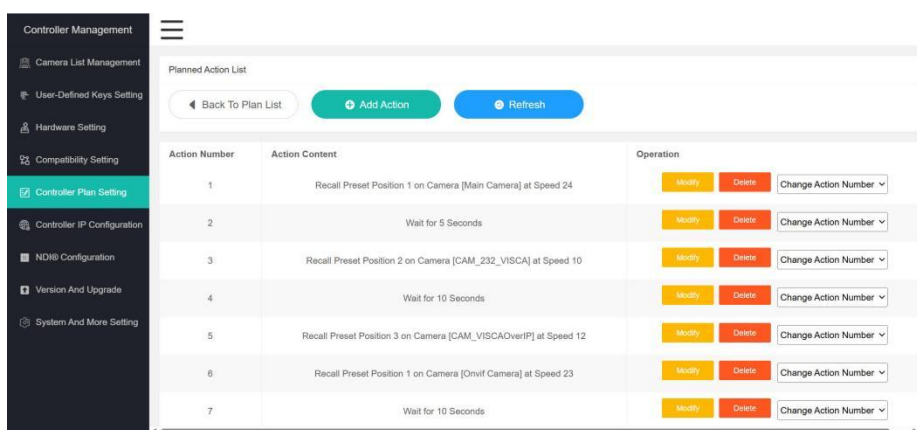 Controller Management
Camera List Management
User-Defined Keys Setting
Hardware Setting
Compatibility Setting
Controller Plan Setting
Controller IP Configuration
NDI® Configuration
Version And Upgrade
System And More Setting
Planned Action List
Back To Plan List Add Action Refresh
Action Number Action Content Operation
1 Recall Preset Position 1 on Camera [Main Camera] at Speed 24 Modify Delete Change Action Number
2 Wait for 5 Seconds Modify Delete Change Action Number
3 Recall Preset Position 2 on Camera [CAM_232_VISCA] at Speed 10 Modify Delete Change Action Number
4 Wait for 10 Seconds Modify Delete Change Action Number
5 Recall Preset Position 3 on Camera [CAM_VISCAOverIP] at Speed 12 Modify Delete Change Action Number
6 Recall Preset Position 1 on Camera [Onvif Camera] at Speed 23 Modify Delete Change Action Number
7 Wait for 10 Seconds Modify Delete Change Action Number